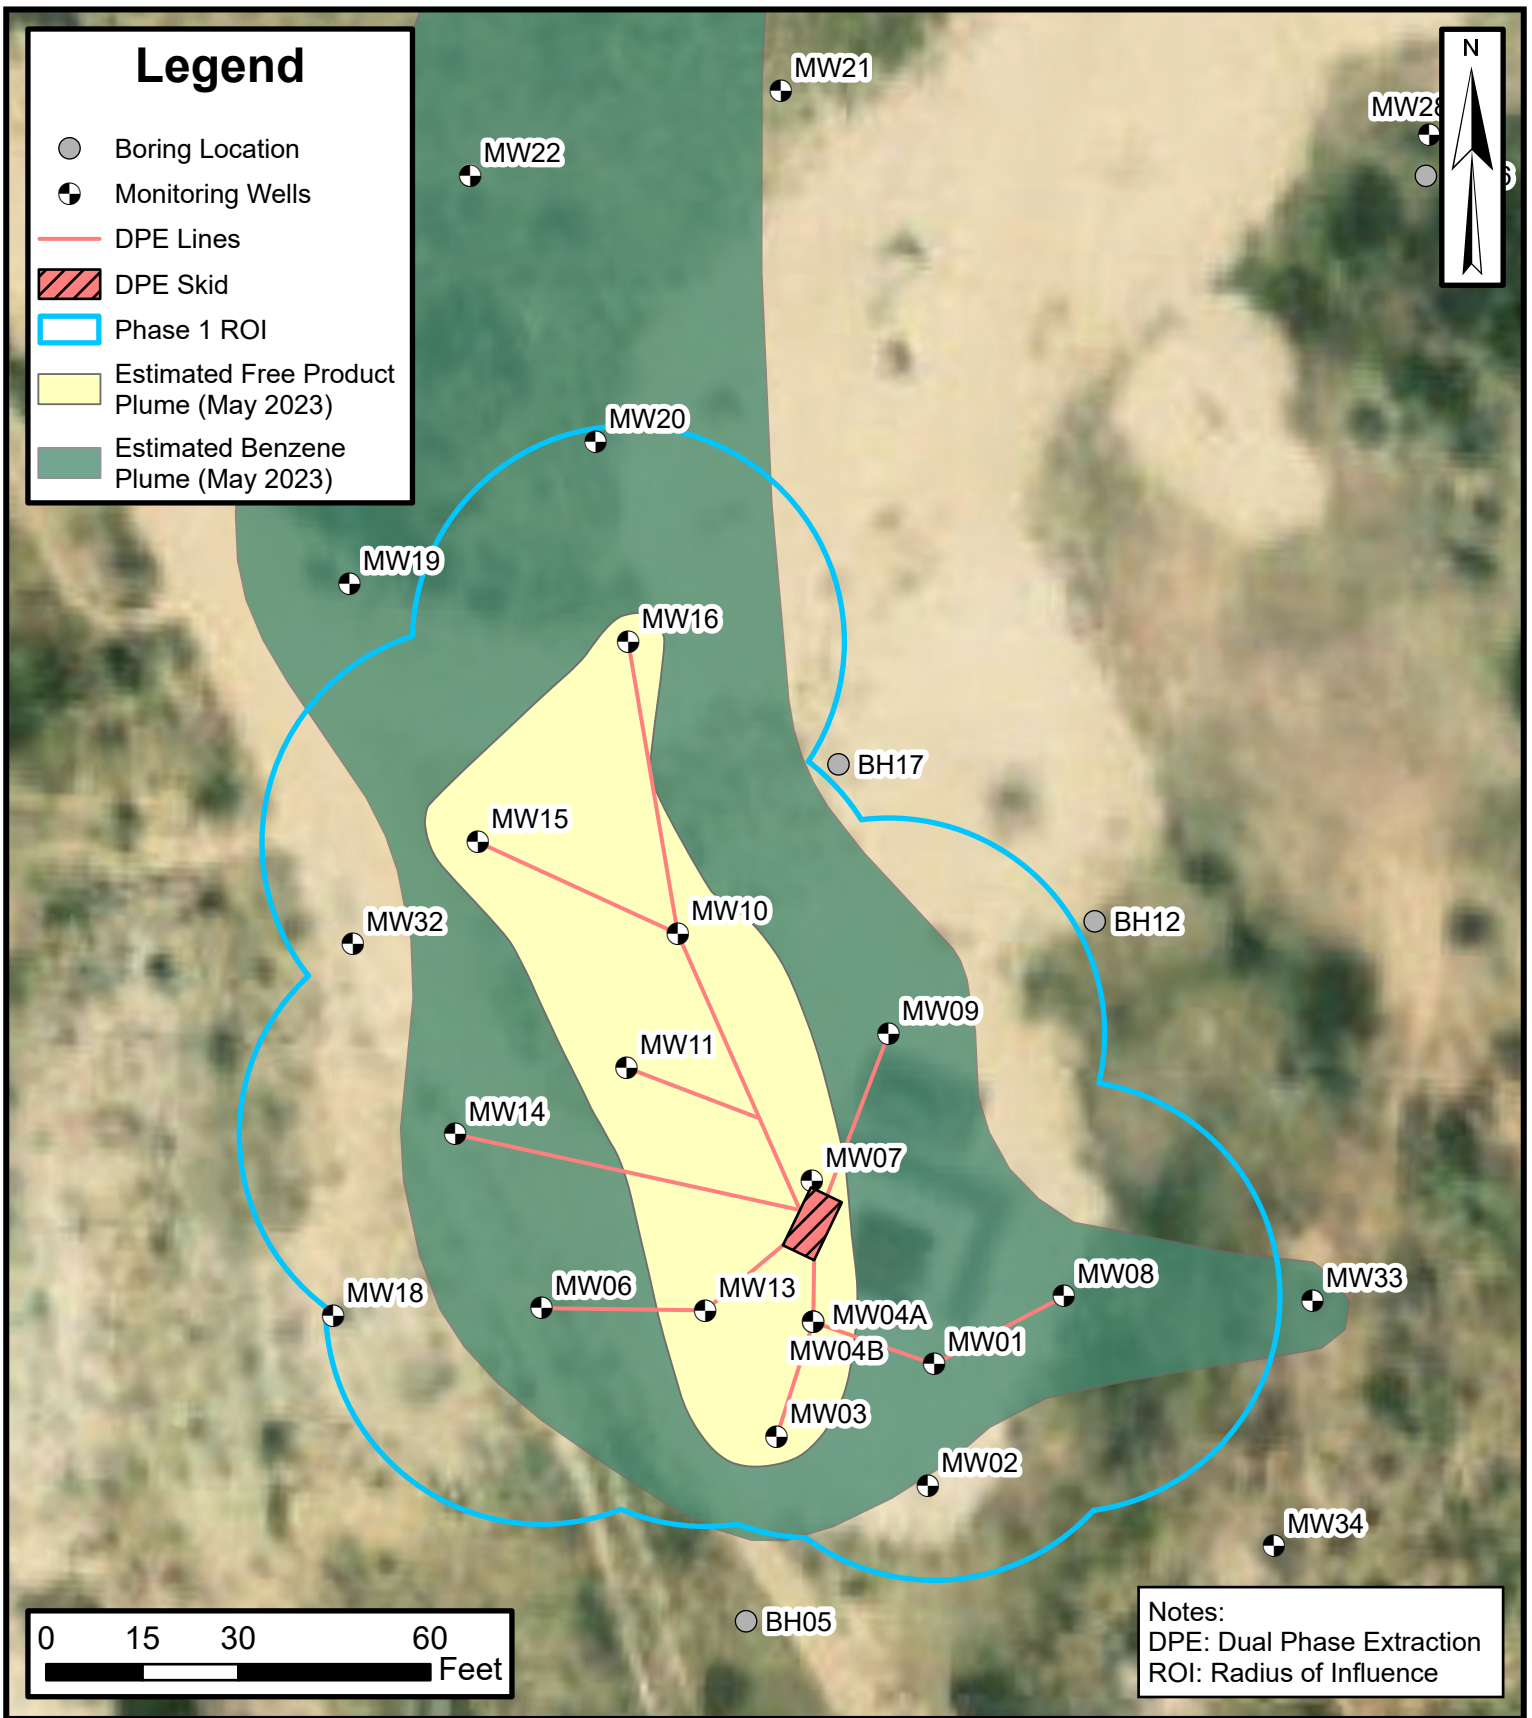 Legend
Boring Location
Monitoring Wells
DPE Lines
DPE Skid
Phase 1 ROI
Estimated Free Product
Plume (May 2023)
Estimated Benzene
Plume (May 2023)
N
MW21
MW22
MW28
6
MW20
MW19
MW16
BH17
MW15
MW10
BH12
MW32
MW09
MW11
MW14
MW07
MW08
MW33
MW06
MW13
MW18
MW04A
MW04B
MW01
MW03
MW02
MW34
BH05
0 15 30 60
Feet
Notes:
DPE: Dual Phase Extraction
ROI: Radius of Influence